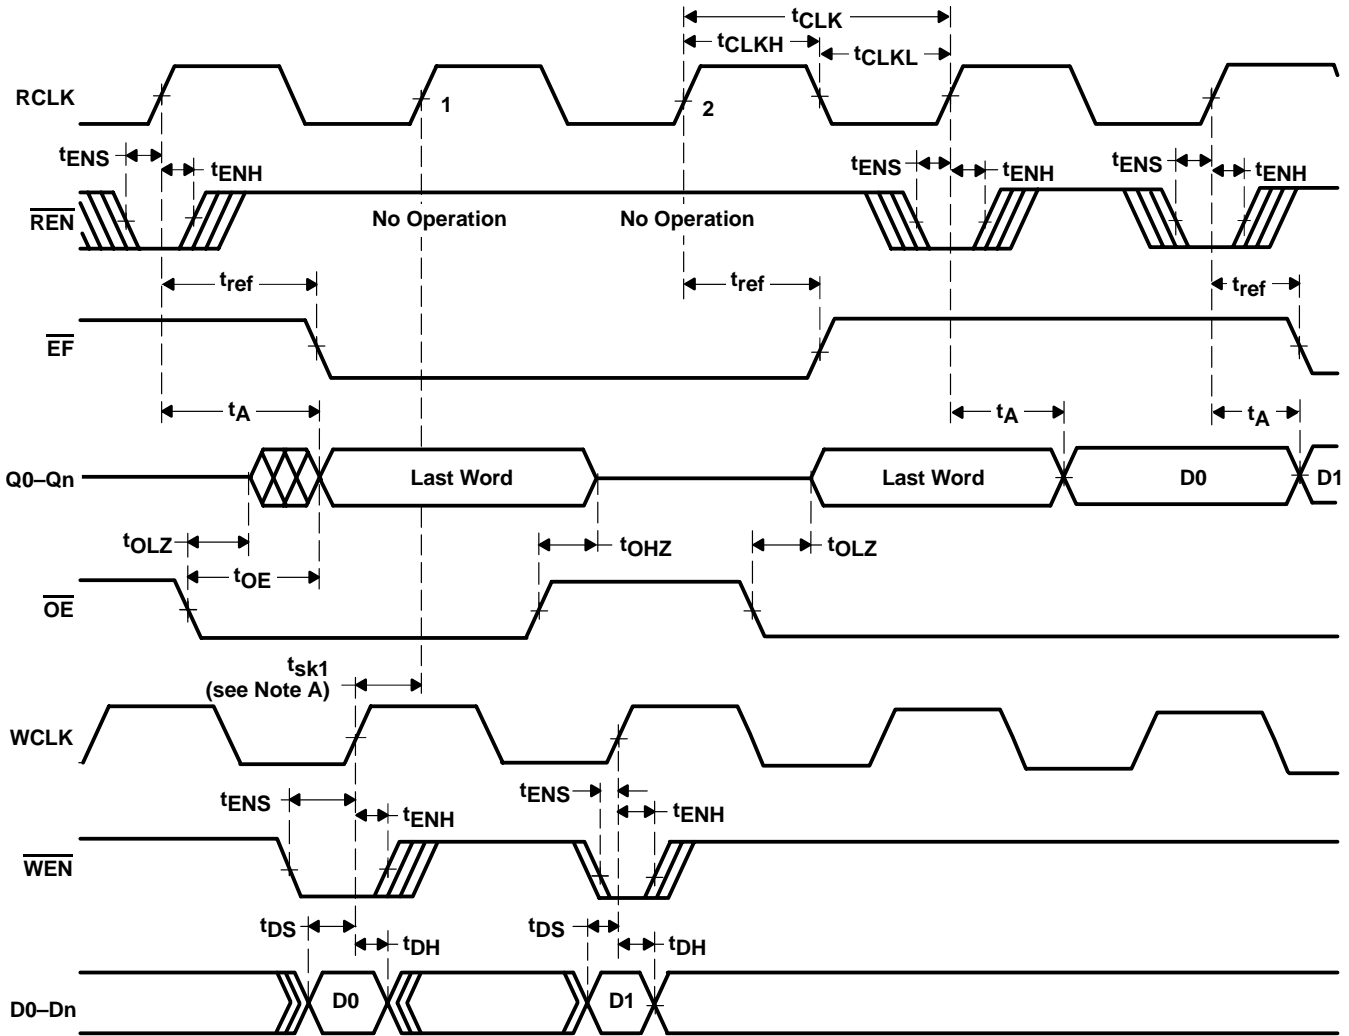 tCLK
tCLKH
tCLKL
RCLK
1
2
tENS
tENH
tENS
tENH
tENS
tENH
REN
No Operation
No Operation
tref
tref
tref
EF
tA
tA
tA
Q0–Qn
Last Word
Last Word
D0
D1
tOLZ
tOHZ
tOLZ
tOE
OE
tsk1
(see Note A)
WCLK
tENS
tENH
tENS
tENH
WEN
tDS
tDH
tDS
tDH
D0–Dn
D0
D1